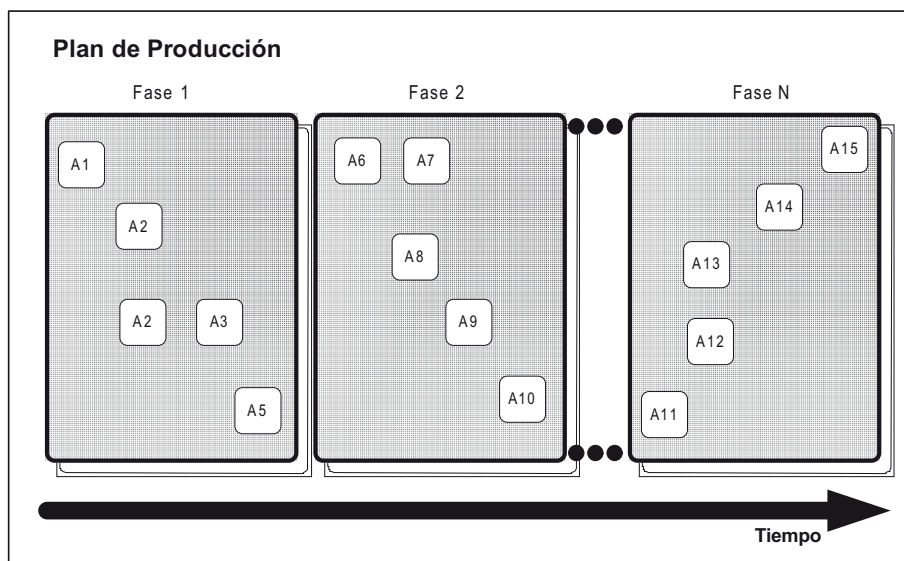 Plan de Producción
Fase 1
Fase 2
Fase N
A1
A2
A2
A3
A5
A6
A7
A8
A9
A10
A15
A14
A13
A12
A11
Tiempo